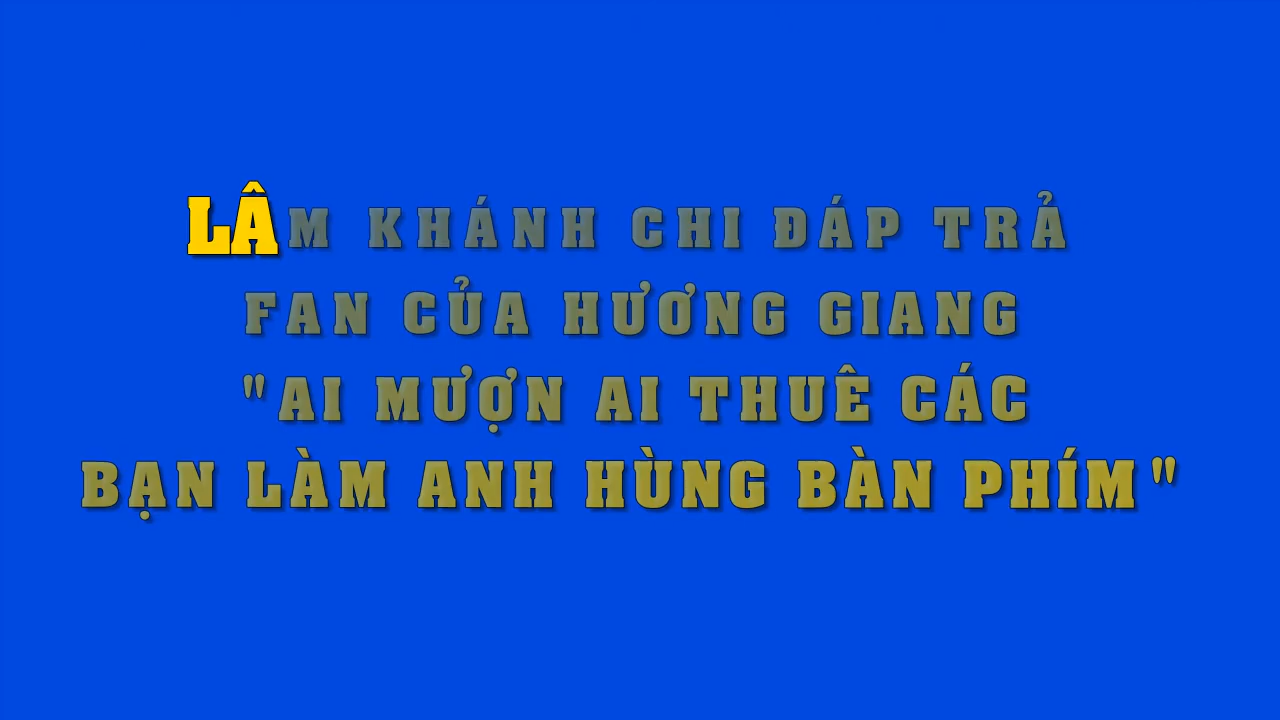 LÂM KHÁNH CHI ĐÁP TRẢ
FAN CỦA HƯƠNG GIANG
"AI MƯỢN AI THUÊ CÁC
BẠN LÀM ANH HÙNG BÀN PHÍM"